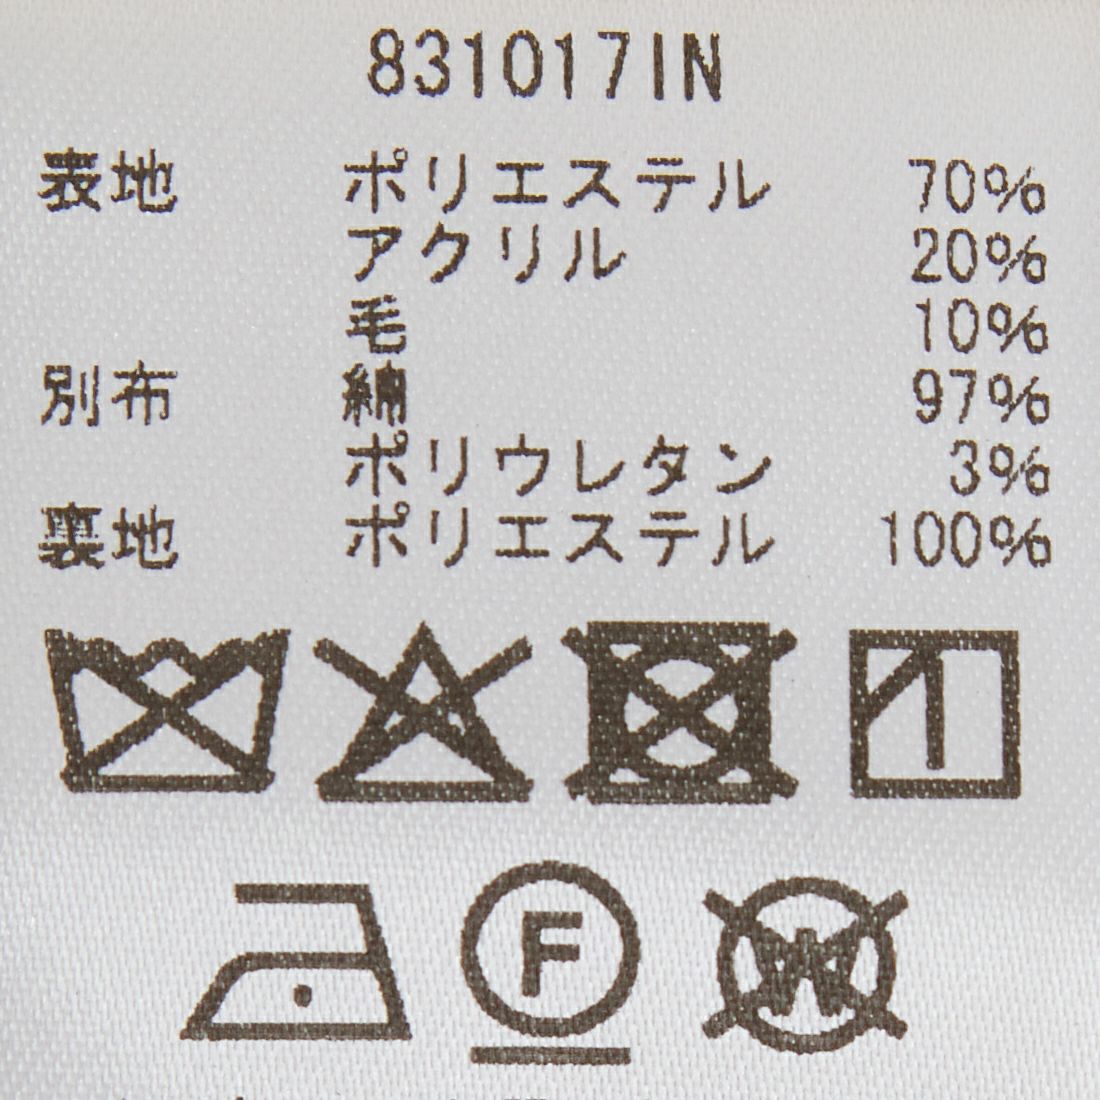 831017IN
表地 ポリエステル 70%
アクリル 20%
毛 10%
別布 綿 97%
ポリウレタン 3%
裏地 ポリエステル 100%
F
W